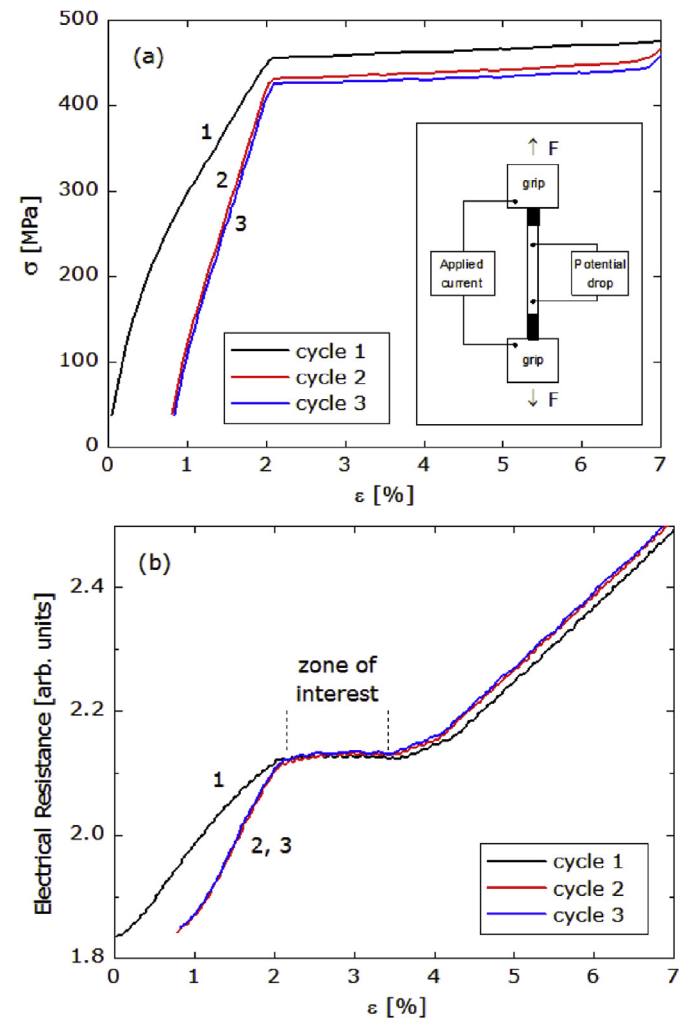 500
(a)
400
1
300
2
3
σ [MPa]
200
100
0
↑ F
grip
Applied
current
Potential
drop
grip
↓ F
cycle 1
cycle 2
cycle 3
0 1 2 3 4 5 6 7
ε [%]
(b)
2.4
zone of
interest
2.2
1
Electrical Resistance [arb. units]
2, 3
2.0
cycle 1
cycle 2
cycle 3
1.8
0 1 2 3 4 5 6 7
ε [%]